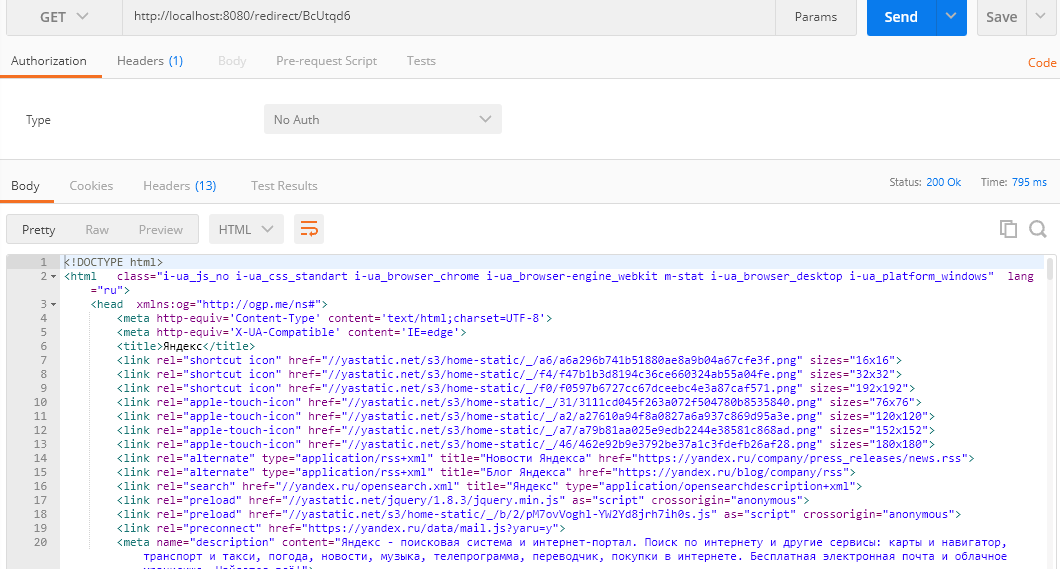 GET http://localhost:8080/redirect/BcUtqd6 Params Send Save
Authorization Headers (1) Body Pre-request Script Tests Code
Type No Auth
Body Cookies Headers (13) Test Results Status: 200 Ok Time: 795 ms
Pretty Raw Preview HTML
1 <!DOCTYPE html>
2 <html class="i-ua_js_no i-ua_css_standart i-ua_browser_chrome i-ua_browser-engine_webkit m-stat i-ua_browser_desktop i-ua_platform_windows" lang
="ru">
3 <head xmlns:og="http://ogp.me/ns#">
4 <meta http-equiv='Content-Type' content='text/html;charset=UTF-8'>
5 <meta http-equiv='X-UA-Compatible' content='IE=edge'>
6 <title>Яндекс</title>
7 <link rel="shortcut icon" href="//yastatic.net/s3/home-static/_/a6/a6a296b741b51880ae8a9b04a67cfe3f.png" sizes="16x16">
8 <link rel="shortcut icon" href="//yastatic.net/s3/home-static/_/f4/f47b1b3d8194c36ce660324ab55a04fe.png" sizes="32x32">
9 <link rel="shortcut icon" href="//yastatic.net/s3/home-static/_/f0/f0597b6727cc67dceebc4e3a87caf571.png" sizes="192x192">
10 <link rel="apple-touch-icon" href="//yastatic.net/s3/home-static/_/31/3111cd045f263a072f504780b8535840.png" sizes="76x76">
11 <link rel="apple-touch-icon" href="//yastatic.net/s3/home-static/_/a2/a27610a94f8a0827a6a937c869d95a3e.png" sizes="120x120">
12 <link rel="apple-touch-icon" href="//yastatic.net/s3/home-static/_/a7/a79b81aa025e9edb2244e38581c868ad.png" sizes="152x152">
13 <link rel="apple-touch-icon" href="//yastatic.net/s3/home-static/_/46/462e92b9e3792be37a1c3fdefb26af28.png" sizes="180x180">
14 <link rel="alternate" type="application/rss+xml" title="Новости Яндекса" href="https://yandex.ru/company/press_releases/news.rss">
15 <link rel="alternate" type="application/rss+xml" title="Блог Яндекса" href="https://yandex.ru/blog/company/rss">
16 <link rel="search" href="//yandex.ru/opensearch.xml" title="Яндекс" type="application/opensearchdescription+xml">
17 <link rel="preload" href="//yastatic.net/jquery/1.8.3/jquery.min.js" as="script" crossorigin="anonymous">
18 <link rel="preload" href="//yastatic.net/s3/home-static/_/b/2/pM7ovVoghl-YW2Yd8jrh7ih0s.js" as="script" crossorigin="anonymous">
19 <link rel="preconnect" href="https://yandex.ru/data/mail.js?yaru=y">
20 <meta name="description" content="Яндекс - поисковая система и интернет-портал. Поиск по интернету и другие сервисы: карты и навигатор,
транспорт и такси, погода, новости, музыка, телепрограмма, переводчик, покупки в интернете. Бесплатная электронная почта и облачное